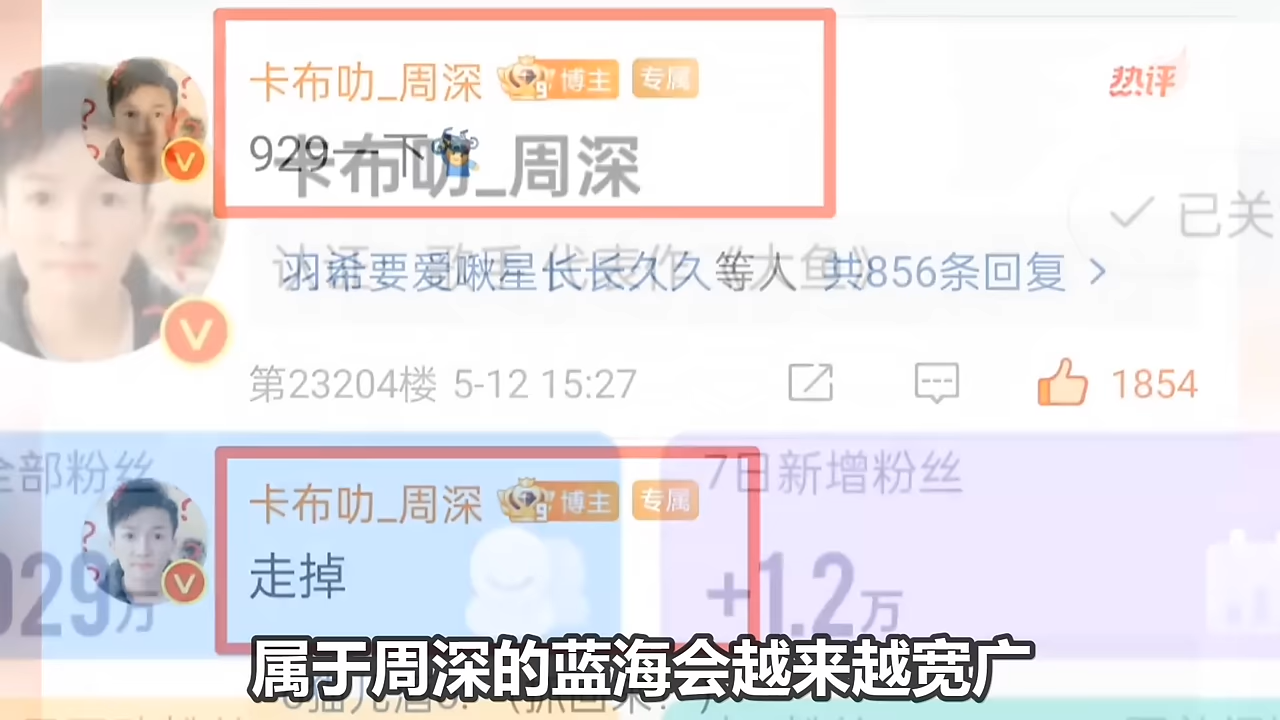 卡布叻_周深 博主 专属
热评
929一下
卡布叻_周深
已关
羽希要爱啾星长长久久等人 共856条回复 >
第23204楼 5-12 15:27
1854
全部粉丝
7日新增粉丝
卡布叻_周深 博主 专属
走掉
929万
+1.2万
属于周深的蓝海会越来越宽广